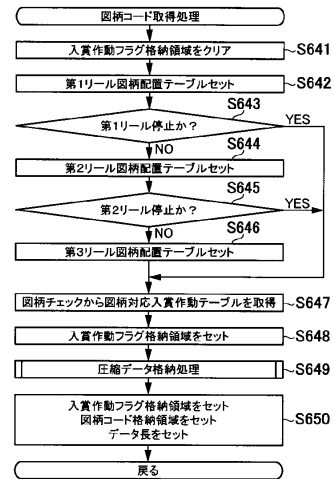 図柄コード取得処理
入賞作動フラグ格納領域をクリア
S641
第1リール図柄配置テーブルセット
S642
S643
第1リール停止か?
YES
NO
S644
第2リール図柄配置テーブルセット
S645
第2リール停止か?
YES
NO
S646
第3リール図柄配置テーブルセット
図柄チェックから図柄対応入賞作動テーブルを取得
S647
入賞作動フラグ格納領域をセット
S648
圧縮データ格納処理
S649
入賞作動フラグ格納領域をセット
図柄コード格納領域をセット
データ長をセット
S650
戻る